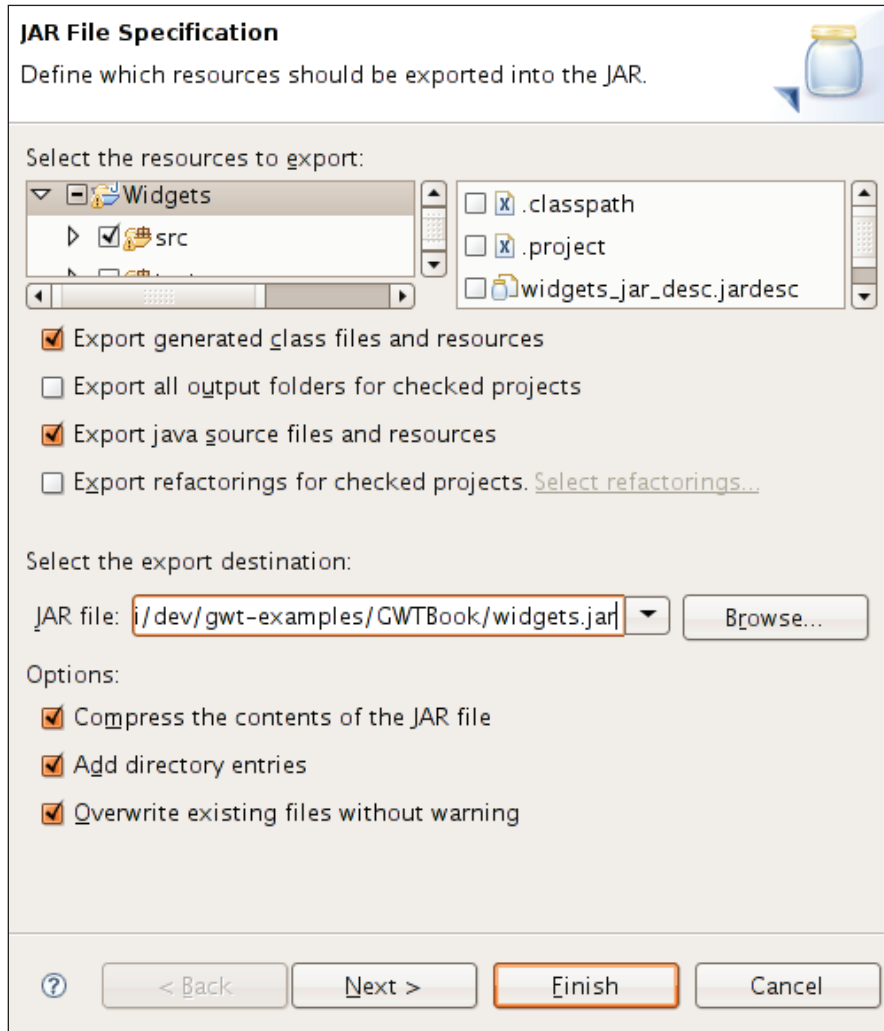 JAR File Specification
Define which resources should be exported into the JAR.
Select the resources to export:
Widgets
src
.classpath
.project
widgets_jar_desc.jardesc
Export generated class files and resources
Export all output folders for checked projects
Export java source files and resources
Export refactorings for checked projects. Select refactorings...
Select the export destination:
JAR file: i/dev/gwt-examples/GWTBook/widgets.jar Browse...
Options:
Compress the contents of the JAR file
Add directory entries
Overwrite existing files without warning
< Back Next > Finish Cancel